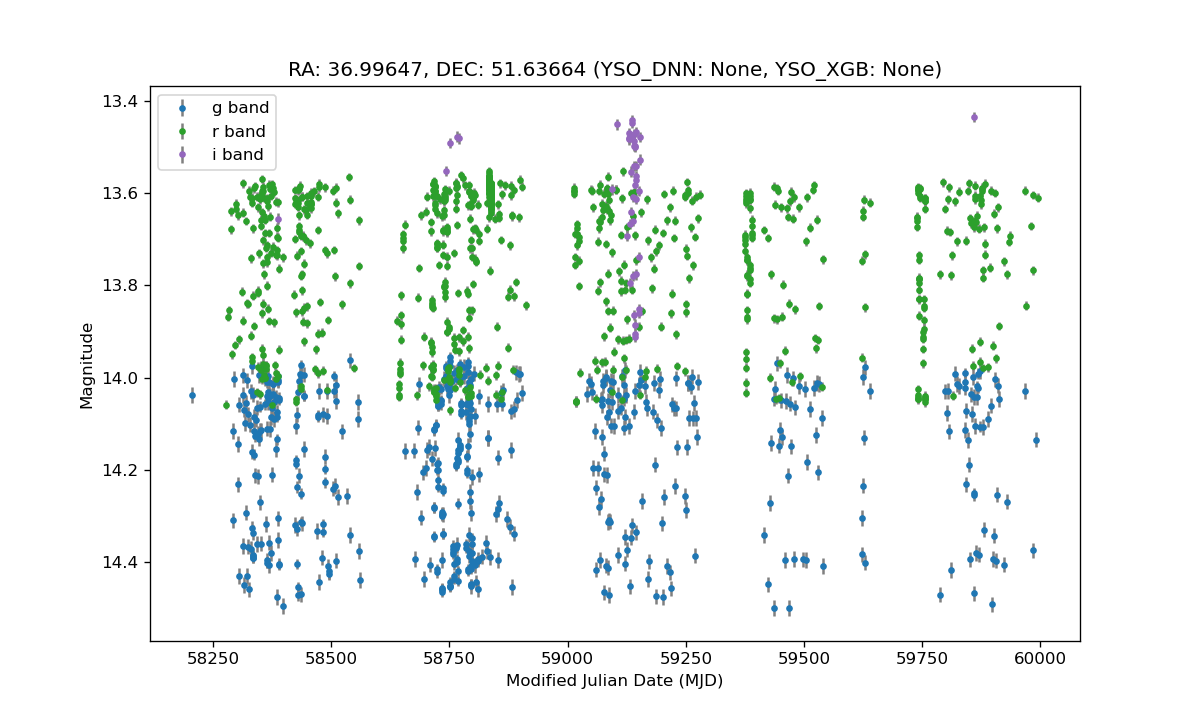 RA: 36.99647, DEC: 51.63664 (YSO_DNN: None, YSO_XGB: None)
g band
r band
i band
13.4
13.6
13.8
14.0
14.2
14.4
Magnitude
58250 58500 58750 59000 59250 59500 59750 60000
Modified Julian Date (MJD)